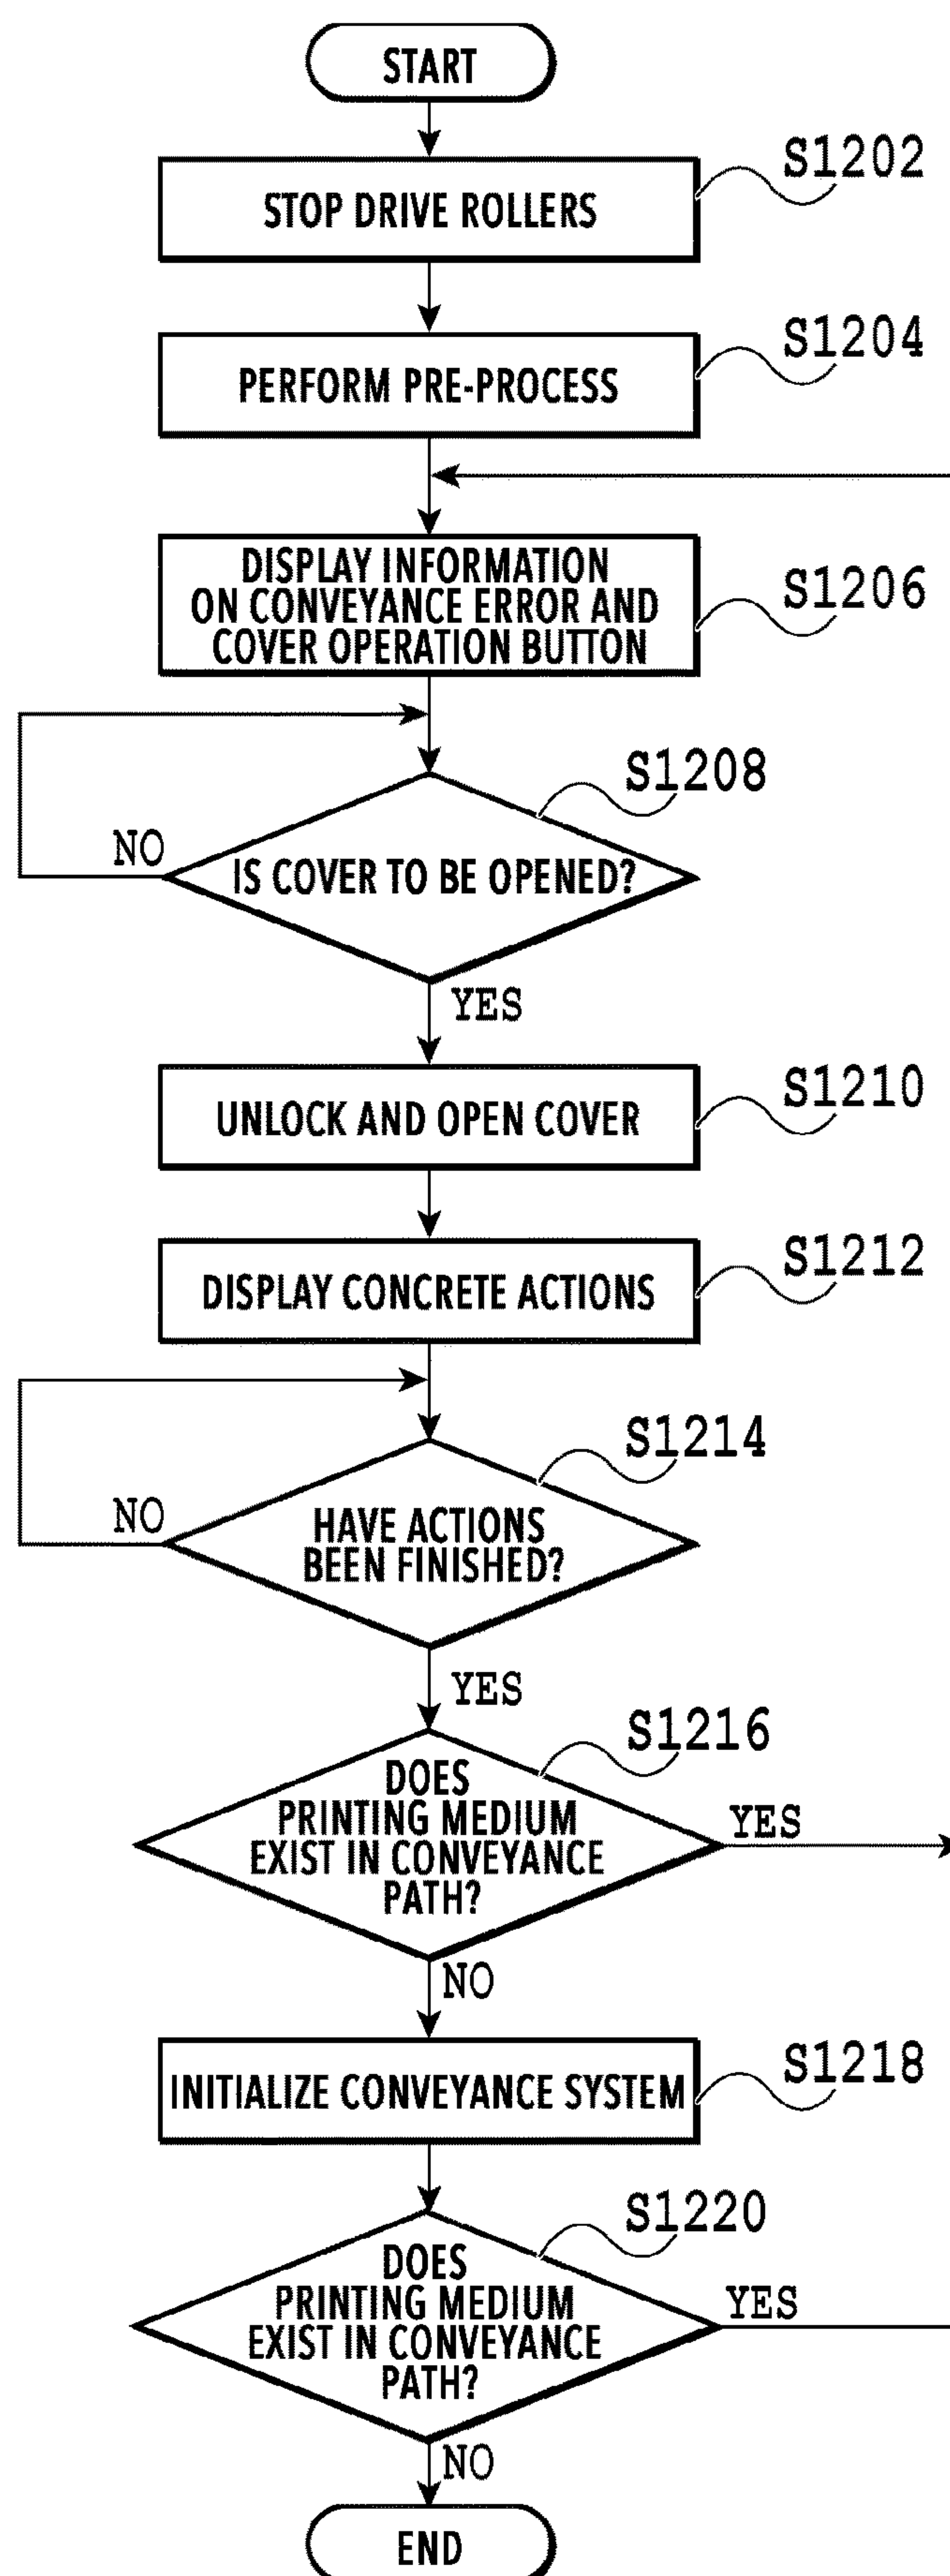 START
S1202
STOP DRIVE ROLLERS
S1204
PERFORM PRE-PROCESS
DISPLAY INFORMATION
ON CONVEYANCE ERROR AND
COVER OPERATION BUTTON
S1206
S1208
NO
IS COVER TO BE OPENED?
YES
S1210
UNLOCK AND OPEN COVER
S1212
DISPLAY CONCRETE ACTIONS
S1214
NO
HAVE ACTIONS
BEEN FINISHED?
YES
S1216
DOES
PRINTING MEDIUM
EXIST IN CONVEYANCE
PATH?
YES
NO
S1218
INITIALIZE CONVEYANCE SYSTEM
S1220
DOES
PRINTING MEDIUM
EXIST IN CONVEYANCE
PATH?
YES
NO
END